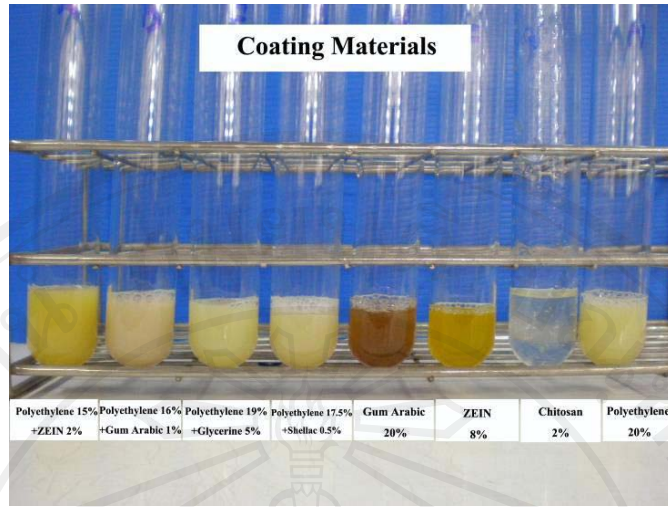 Coating Materials
Polyethylene 15%
+ZEIN 2%
Polyethylene 16%
+Gum Arabic 1%
Polyethylene 19%
+Glycerine 5%
Polyethylene 17.5%
+Shellac 0.5%
Gum Arabic
20%
ZEIN
8%
Chitosan
2%
Polyethylene
20%